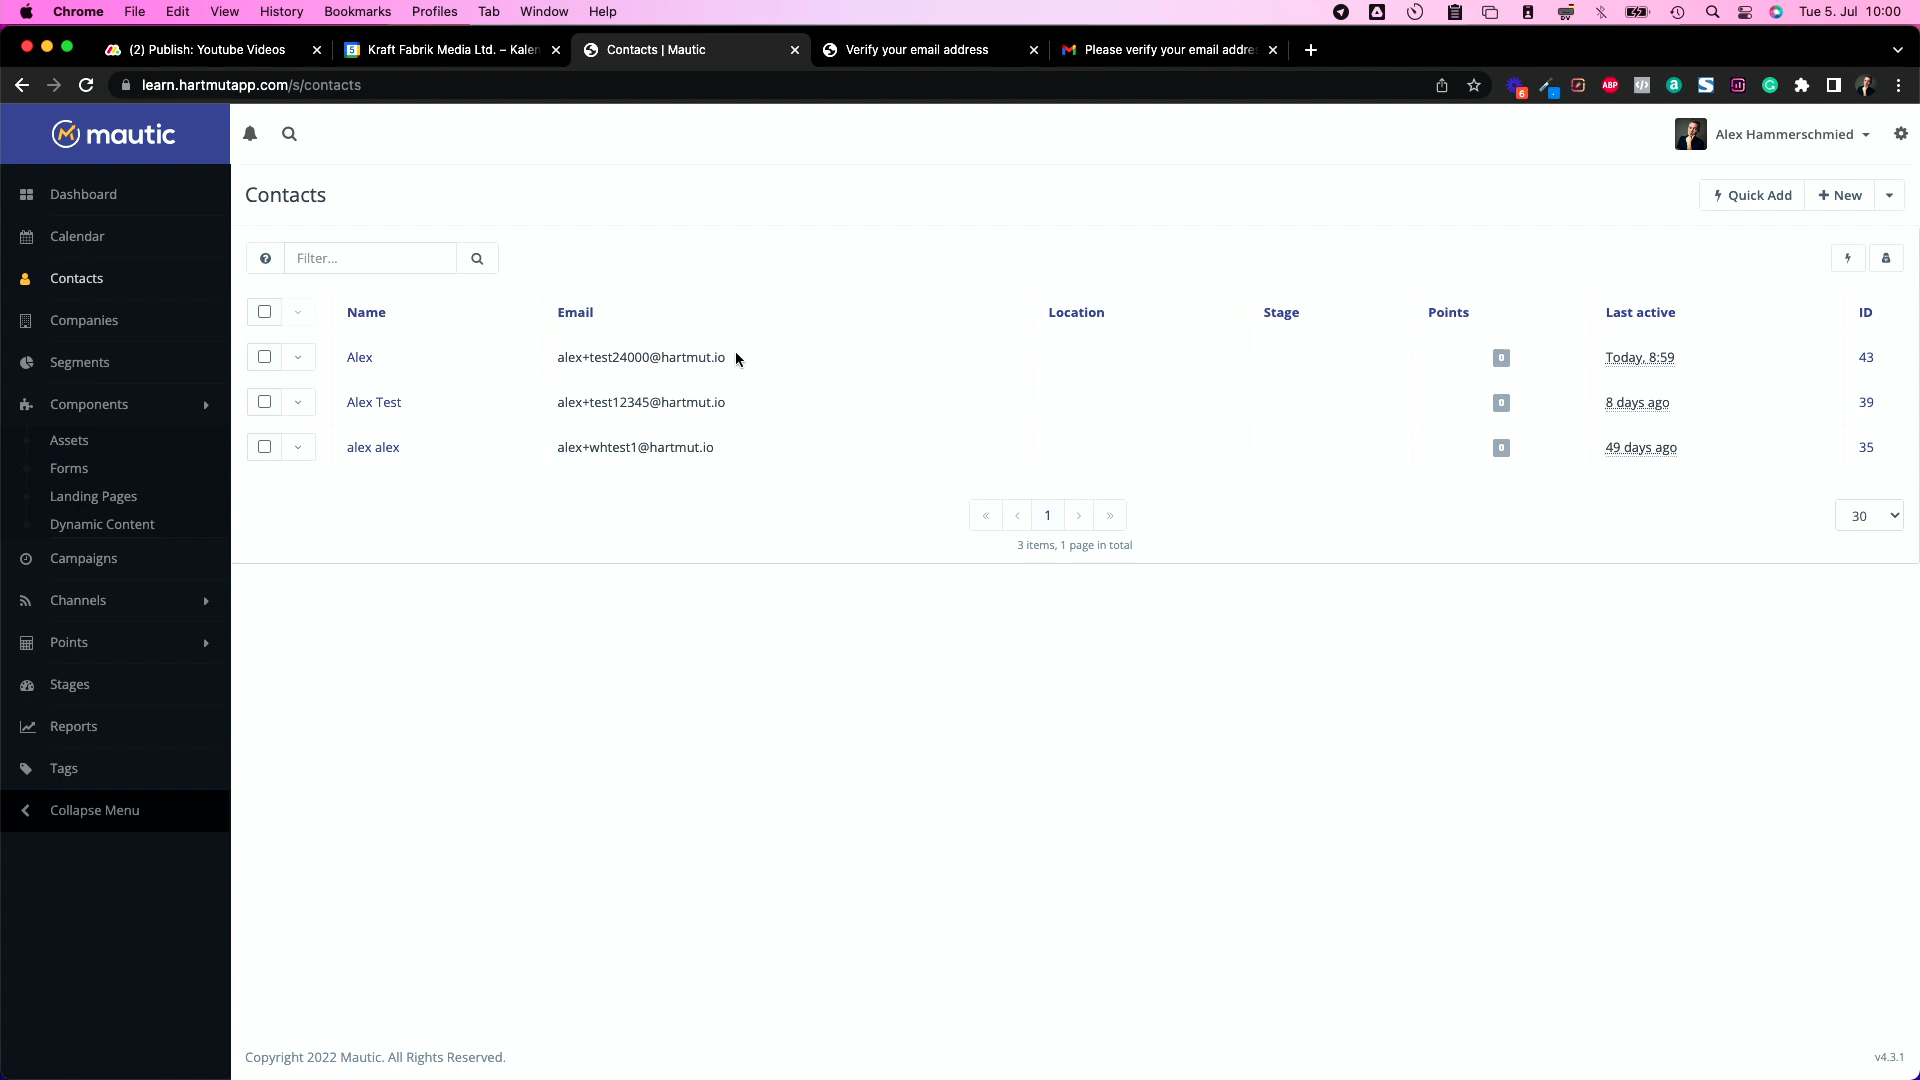 Chrome File Edit View History Bookmarks Profiles Tab Window Help Tue 5. Jul 10:00
(2) Publish: Youtube Videos Kraft Fabrik Media Ltd. – Kalen Contacts | Mautic Verify your email address Please verify your email addre
learn.hartmutapp.com/s/contacts 6 ABP
mautic Alex Hammerschmied
Dashboard
Calendar
Contacts
Companies
Segments
Components
Assets
Forms
Landing Pages
Dynamic Content
Campaigns
Channels
Points
Stages
Reports
Tags
Collapse Menu
Contacts Quick Add + New
Filter...
Name Email Location Stage Points Last active ID
Alex alex+test24000@hartmut.io 0 Today, 8:59 43
Alex Test alex+test12345@hartmut.io 0 8 days ago 39
alex alex alex+whtest1@hartmut.io 0 49 days ago 35
« ‹ 1 › » 30
3 items, 1 page in total
Copyright 2022 Mautic. All Rights Reserved. v4.3.1